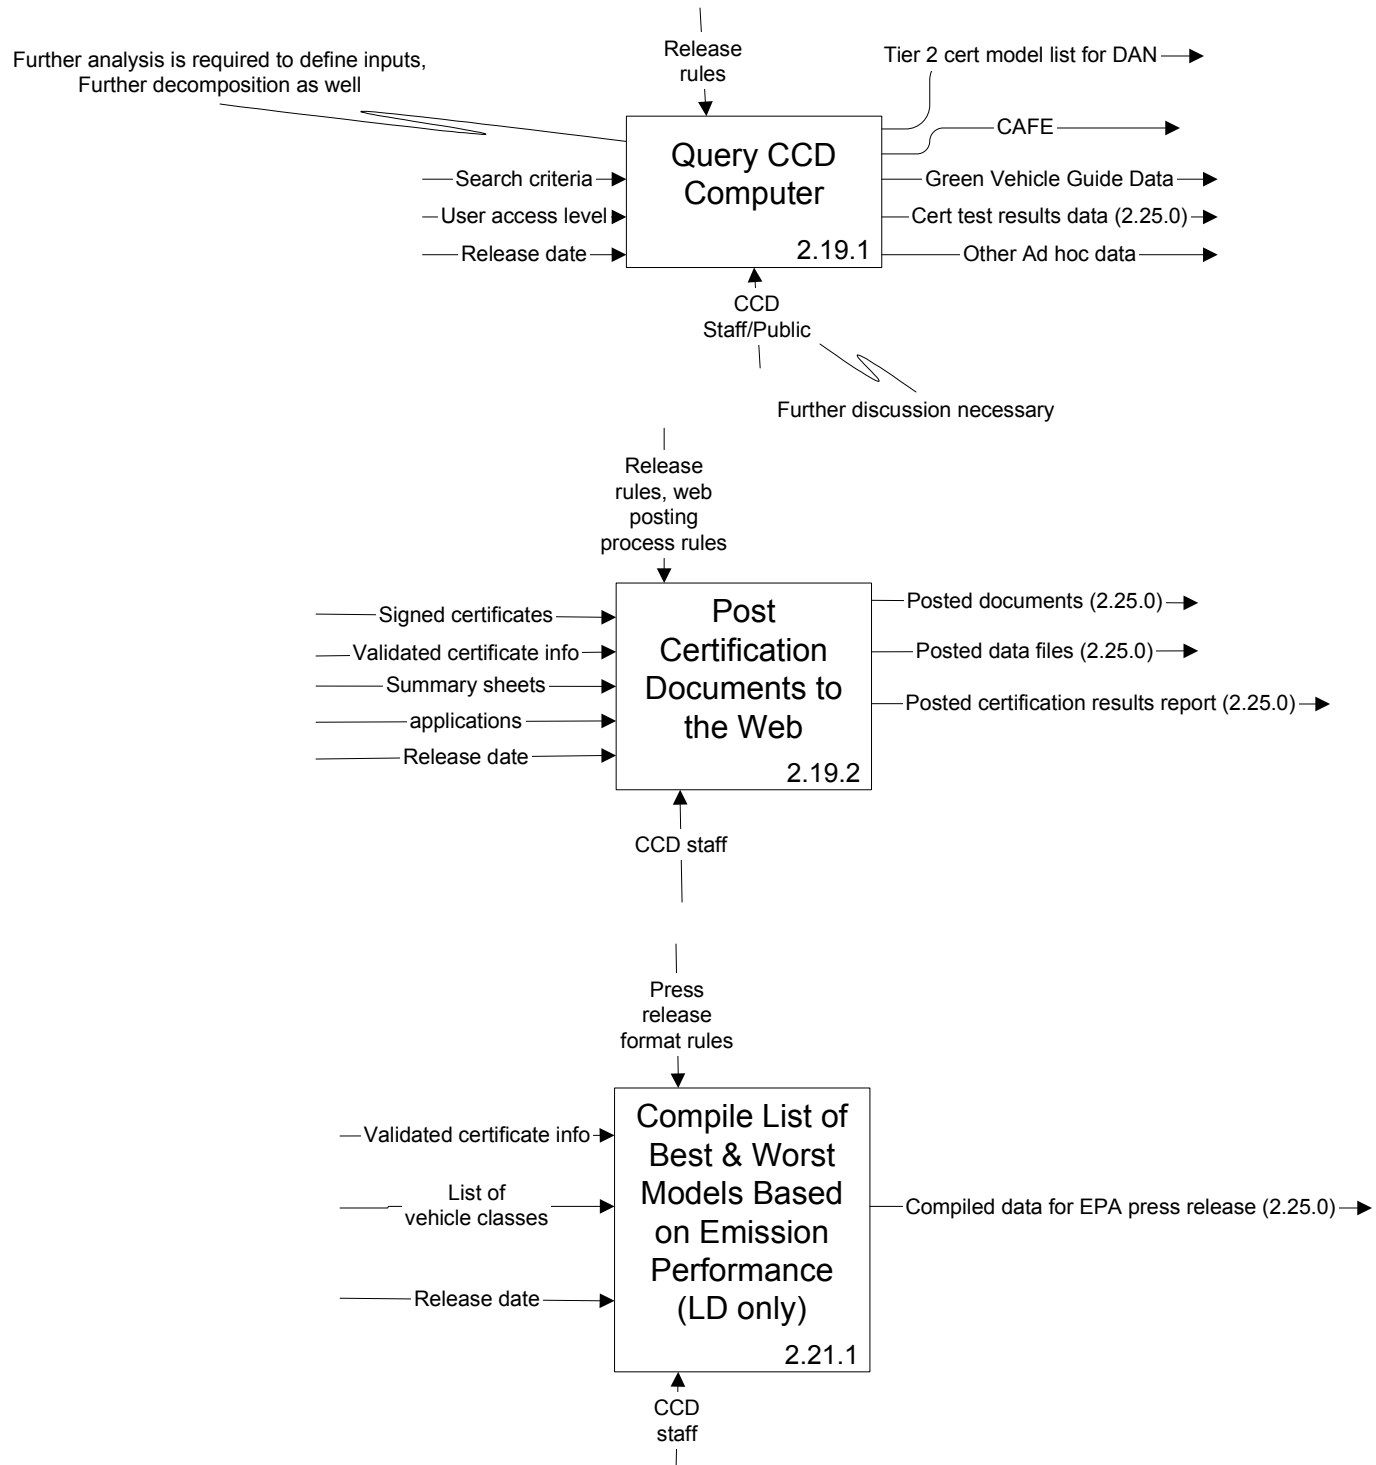 Release
rules
Further analysis is required to define inputs,
Further decomposition as well
Tier 2 cert model list for DAN
CAFE
Query CCD
Computer
2.19.1
Search criteria
User access level
Release date
Green Vehicle Guide Data
Cert test results data (2.25.0)
Other Ad hoc data
CCD
Staff/Public
Further discussion necessary
Release
rules, web
posting
process rules
Signed certificates
Validated certificate info
Summary sheets
applications
Release date
Post
Certification
Documents to
the Web
2.19.2
Posted documents (2.25.0)
Posted data files (2.25.0)
Posted certification results report (2.25.0)
CCD staff
Press
release
format rules
Validated certificate info
List of
vehicle classes
Release date
Compile List of
Best & Worst
Models Based
on Emission
Performance
(LD only)
2.21.1
Compiled data for EPA press release (2.25.0)
CCD
staff